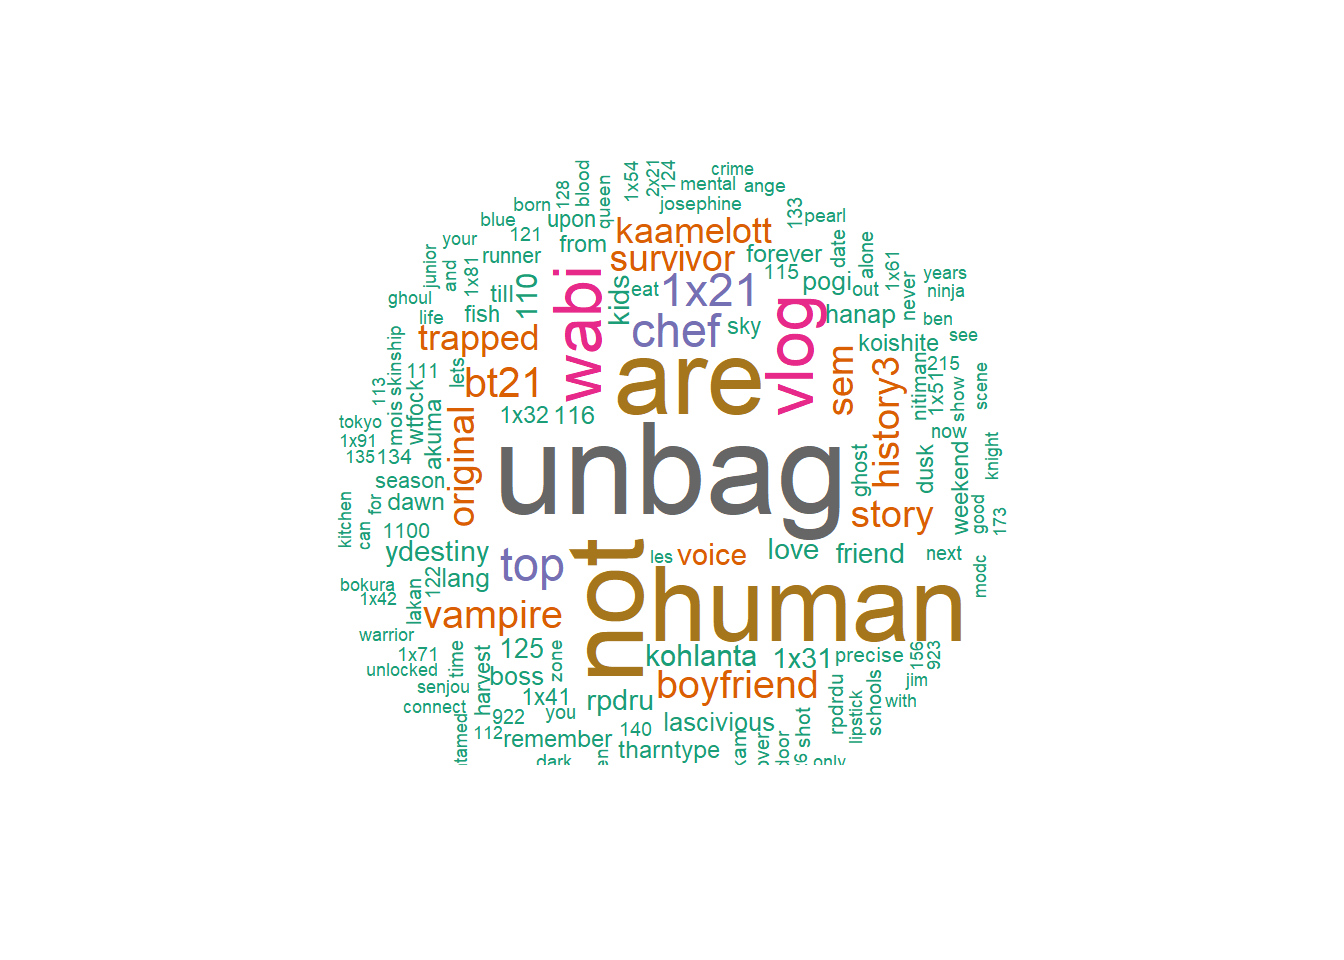 crime
1x54
2x21
124
mental
ange
blood
128
queen
josephine
born
133
pearl
blue
upon
kaamelott
your
121
from
date
junior
and
1x81
runner
survivor
forever
alone
1x61
years
115
ghoul
till
110
wabi
kids
eat
1x21
vlog
pogi
out
never
ninja
life
fish
chef
sky
hanap
ben
trapped
koishite
see
skinship
111
lets
bt21
are
sem
history3
nitiman
215
1x51
show
scene
113
mois
wtfock
akuma
original
1x32
116
tokyo
1x91
135
134
unbag
ghost
dusk
now
weekend
knight
season
for
dawn
story
good
173
kitchen
can
1100
ydestiny
top
not
les
voice
love
friend
next
modc
122
lang
human
bokura
1x42
lakan
vampire
warrior
1x71
time
125
zone
kohlanta
1x31
precise
156
923
unlocked
harvest
boss
boyfriend
jim
senjou
1x41
rpdru
rpdrdu
lipstick
schools
with
connect
922
you
lascivious
shot
112
remember
140
tharntype
kam
over
door
dark
only